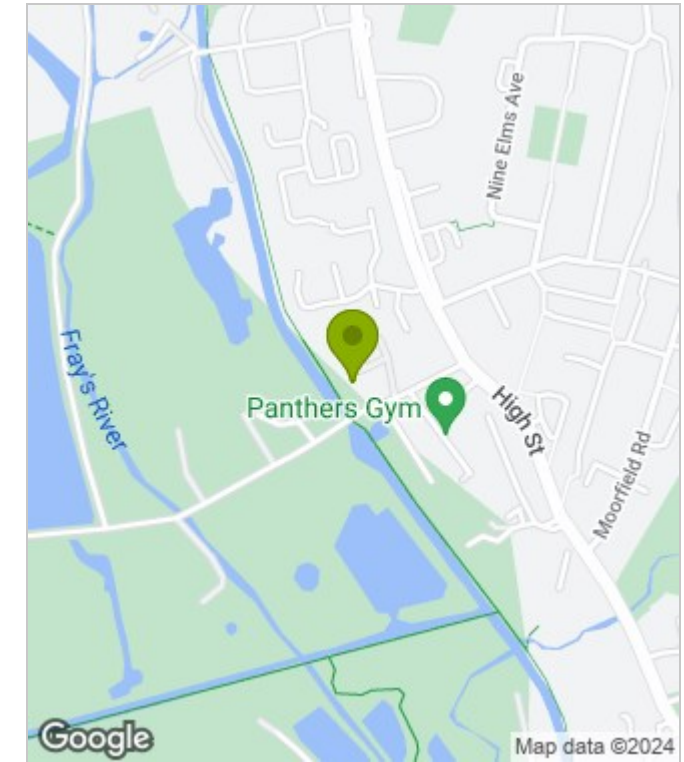 Nine Elms Ave
Fray's River
Panthers Gym
High St
Moorfield Rd
Google
Map data ©2024